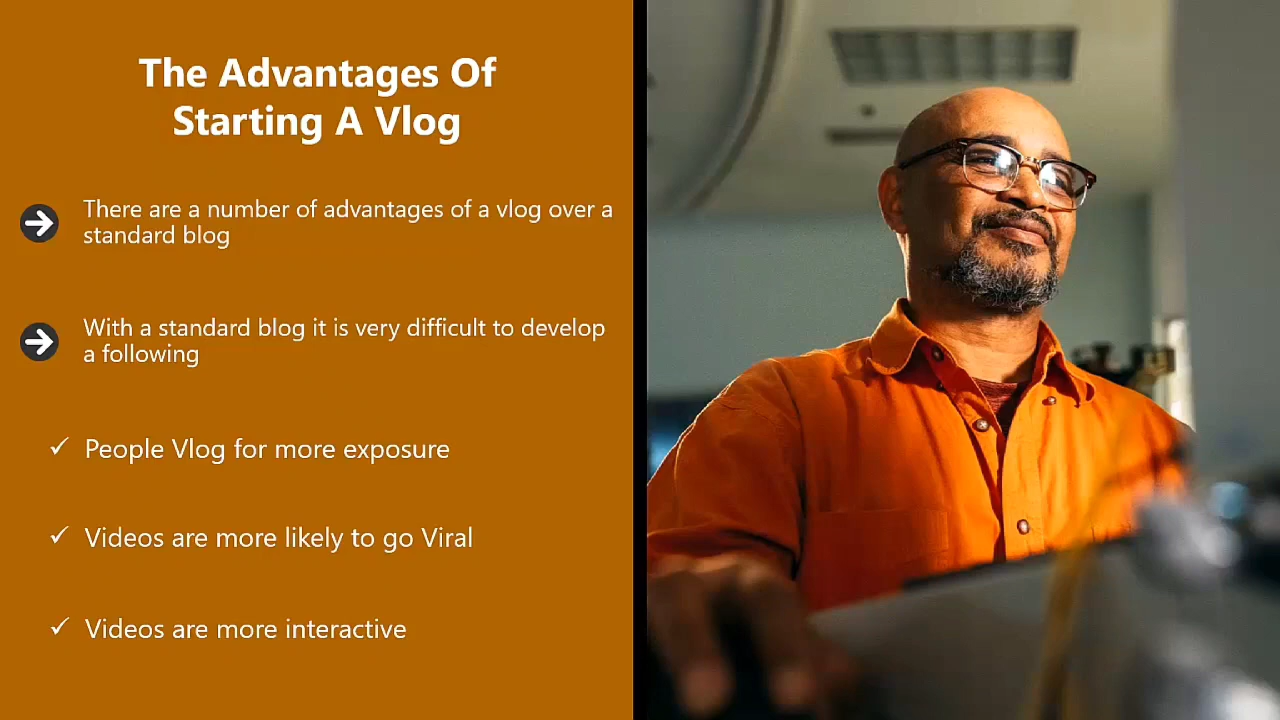 The Advantages Of
Starting A Vlog
There are a number of advantages of a vlog over a
standard blog
With a standard blog it is very difficult to develop
a following
People Vlog for more exposure
Videos are more likely to go Viral
Videos are more interactive